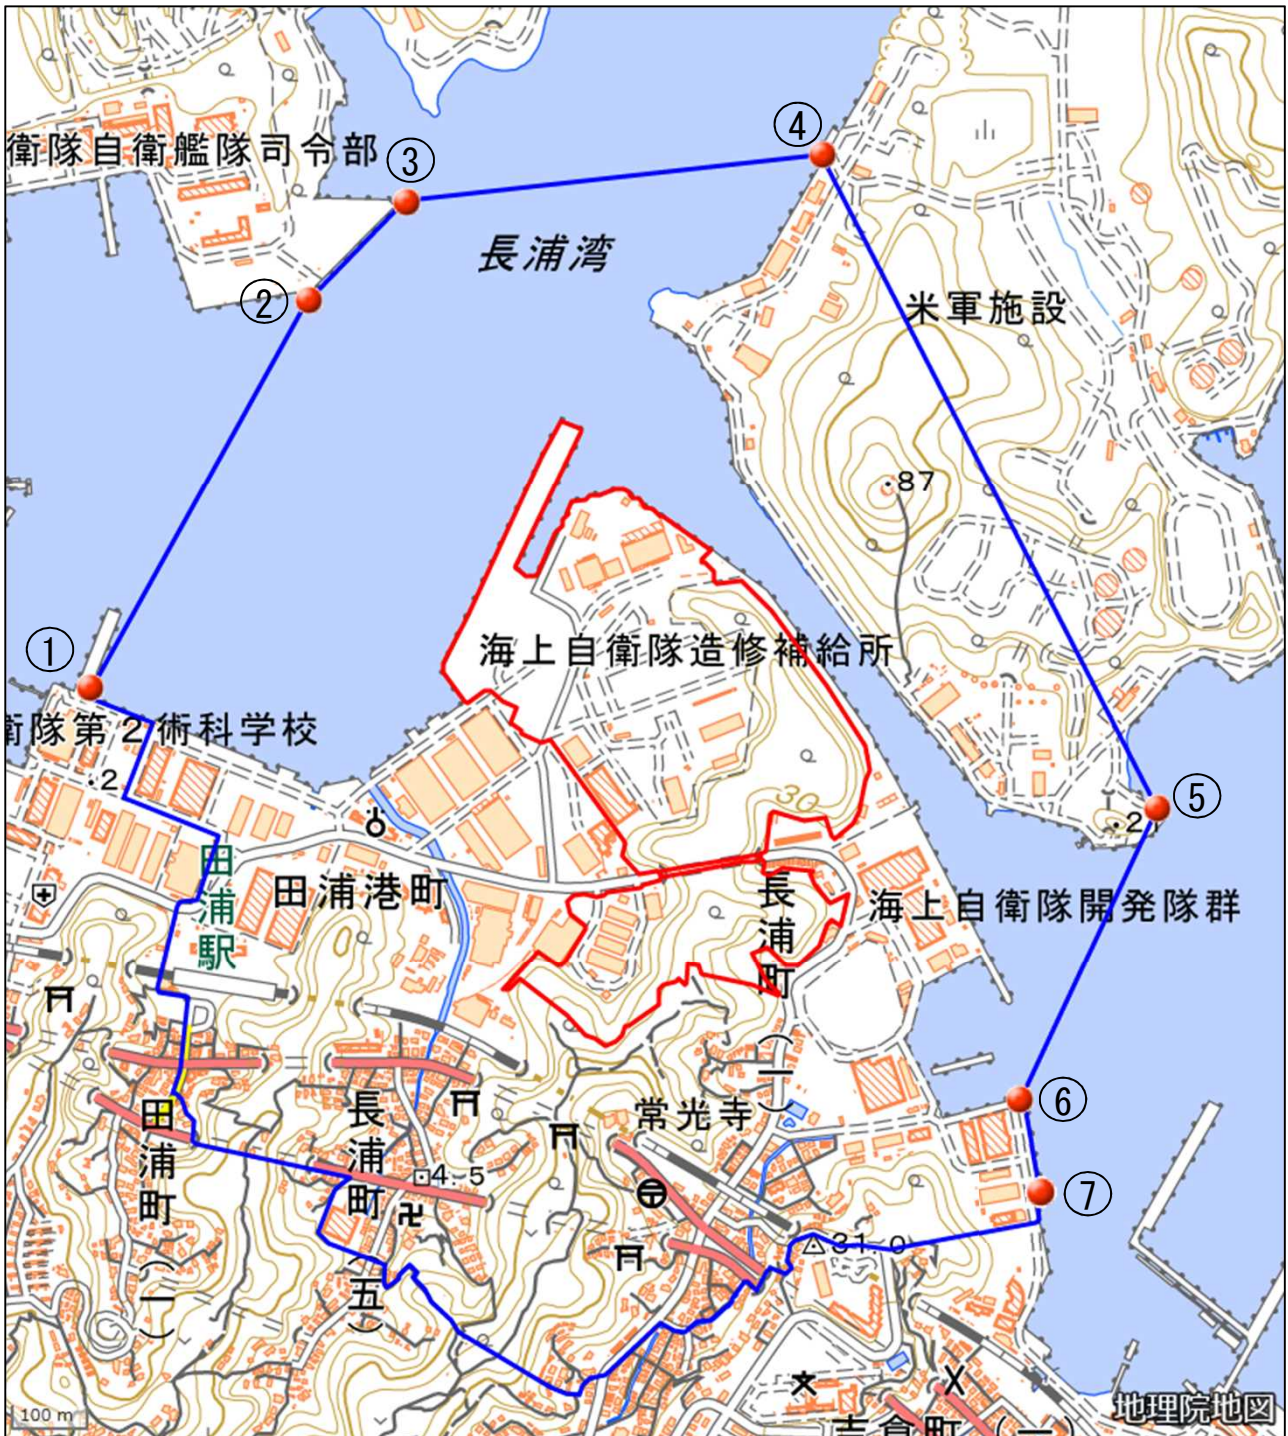 ④
衛隊自衛艦隊司令部
③
長浦湾
②
米軍施設
87
①
海上自衛隊造修補給所
衛隊第2術科学校
.2
30
⑤
田浦駅
田浦港町
長浦町(一)
海上自衛隊開発隊群
田浦町(一)
長浦町(五)
常光寺
⑥
4.5
⑦
31.0
吉倉町(一)
100 m
地理院地図